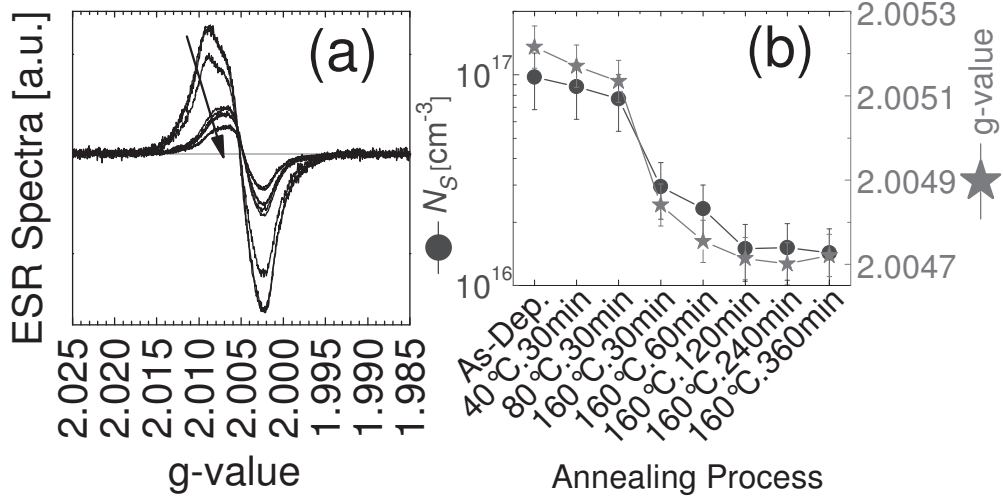 (a)
ESR Spectra [a.u.]
2.025
2.020
2.015
2.010
2.005
2.000
1.995
1.990
1.985
g-value
(b)
N_S [cm^-3]
10^17
10^16
2.0053
2.0051
2.0049
2.0047
g-value
As-Dep.
40℃.30min
80℃.30min
160℃.30min
160℃.60min
160℃.120min
160℃.240min
160℃.360min
Annealing Process